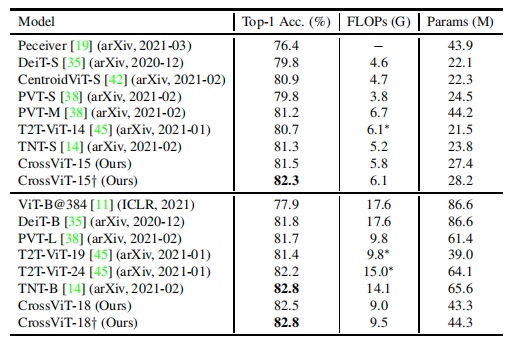 Model Top-1 Acc. (%) FLOPs (G) Params (M)
Peceiver [19] (arXiv, 2021-03) 76.4 − 43.9
DeiT-S [35] (arXiv, 2020-12) 79.8 4.6 22.1
CentroidViT-S [42] (arXiv, 2021-02) 80.9 4.7 22.3
PVT-S [38] (arXiv, 2021-02) 79.8 3.8 24.5
PVT-M [38] (arXiv, 2021-02) 81.2 6.7 44.2
T2T-ViT-14 [45] (arXiv, 2021-01) 80.7 6.1* 21.5
TNT-S [14] (arXiv, 2021-02) 81.3 5.2 23.8
CrossViT-15 (Ours) 81.5 5.8 27.4
CrossViT-15† (Ours) 82.3 6.1 28.2
ViT-B@384 [11] (ICLR, 2021) 77.9 17.6 86.6
DeiT-B [35] (arXiv, 2020-12) 81.8 17.6 86.6
PVT-L [38] (arXiv, 2021-02) 81.7 9.8 61.4
T2T-ViT-19 [45] (arXiv, 2021-01) 81.4 9.8* 39.0
T2T-ViT-24 [45] (arXiv, 2021-01) 82.2 15.0* 64.1
TNT-B [14] (arXiv, 2021-02) 82.8 14.1 65.6
CrossViT-18 (Ours) 82.5 9.0 43.3
CrossViT-18† (Ours) 82.8 9.5 44.3